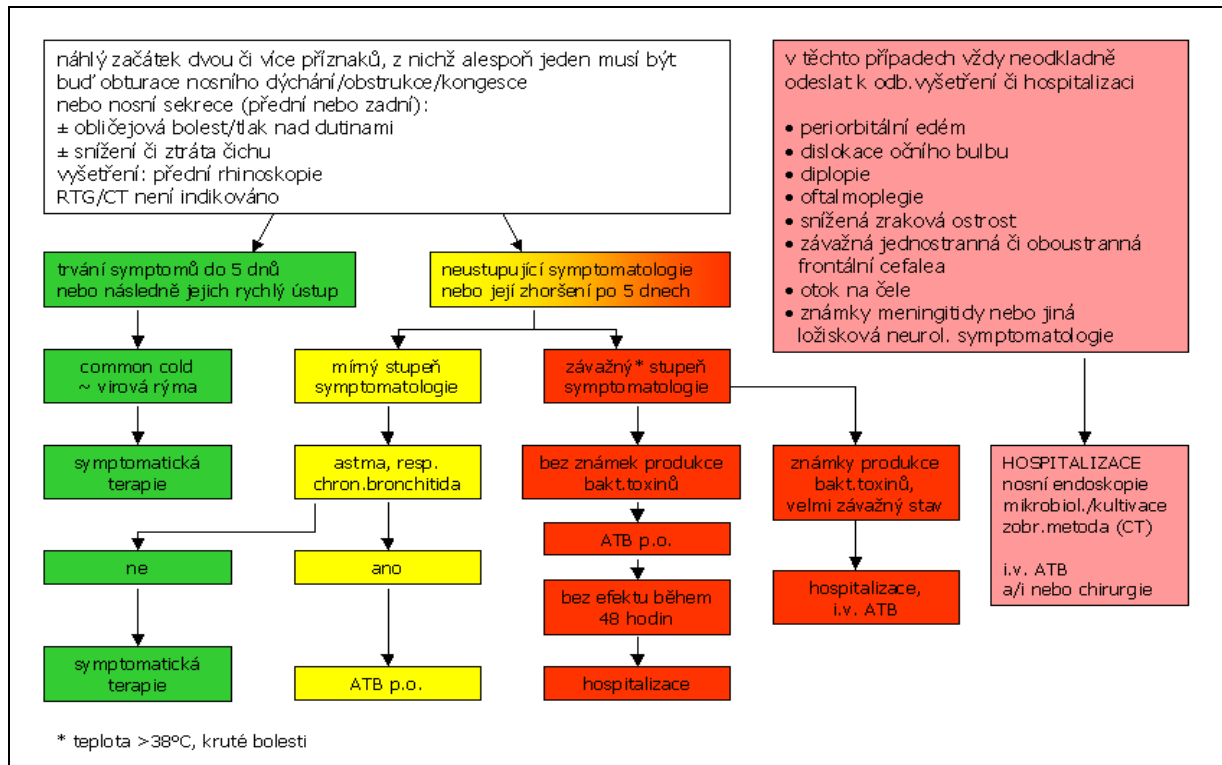 náhlý začátek dvou či více příznaků, z nichž alespoň jeden musí být
buď obturace nosního dýchání/obstrukce/kongesce
nebo nosní sekrece (přední nebo zadní):
± obličejová bolest/tlak nad dutinami
± snížení či ztráta čichu
vyšetření: přední rhinoskopie
RTG/CT není indikováno
v těchto případech vždy neodkladně
odeslat k odb.vyšetření či hospitalizaci
• periorbitální edém
• dislokace očního bulbu
• diplopie
• oftalmoplegie
• snížená zraková ostrost
• závažná jednostranná či oboustranná
frontální cefalea
• otok na čele
• známky meningitidy nebo jiná
ložisková neurol. symptomatologie
trvání symptomů do 5 dnů
nebo následně jejich rychlý ústup
neustupující symptomatologie
nebo její zhoršení po 5 dnech
common cold
~ virová rýma
mírný stupeň
symptomatologie
závažný* stupeň
symptomatologie
symptomatická
terapie
astma, resp.
chron.bronchitida
bez známek produkce
bakt.toxinů
známky produkce
bakt.toxinů,
velmi závažný stav
HOSPITALIZACE
nosní endoskopie
mikrobiol./kultivace
zobr.metoda (CT)
i.v. ATB
a/i nebo chirurgie
ne
ano
ATB p.o.
hospitalizace,
i.v. ATB
bez efektu během
48 hodin
symptomatická
terapie
ATB p.o.
hospitalizace
* teplota >38ºC, kruté bolesti